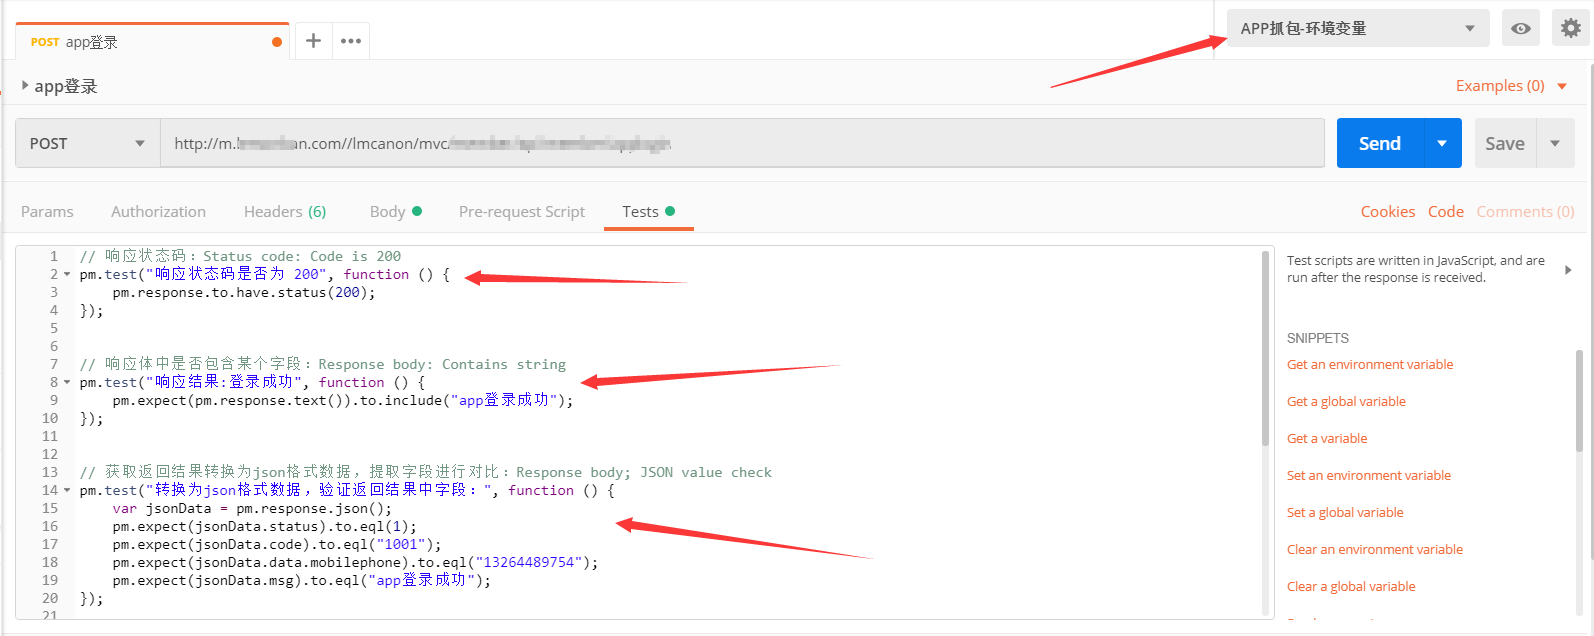 POST app登录
APP抓包-环境变量
app登录
Examples (0)
POST
http://m.
an.com//lmcanon/mvc
Send
Save
Params Authorization Headers (6) Body Pre-request Script Tests
Cookies Code Comments (0)
1 // 响应状态码：Status code: Code is 200
2 pm.test("响应状态码是否为 200", function () {
3 pm.response.to.have.status(200);
4 });
5
6
7 // 响应体中是否包含某个字段：Response body: Contains string
8 pm.test("响应结果:登录成功", function () {
9 pm.expect(pm.response.text()).to.include("app登录成功");
10 });
11
12
13 // 获取返回结果转换为json格式数据，提取字段进行对比：Response body; JSON value check
14 pm.test("转换为json格式数据，验证返回结果中字段：", function () {
15 var jsonData = pm.response.json();
16 pm.expect(jsonData.status).to.eql(1);
17 pm.expect(jsonData.code).to.eql("1001");
18 pm.expect(jsonData.data.mobilephone).to.eql("13264489754");
19 pm.expect(jsonData.msg).to.eql("app登录成功");
20 });
21
Test scripts are written in JavaScript, and are
run after the response is received.
SNIPPETS
Get an environment variable
Get a global variable
Get a variable
Set an environment variable
Set a global variable
Clear an environment variable
Clear a global variable